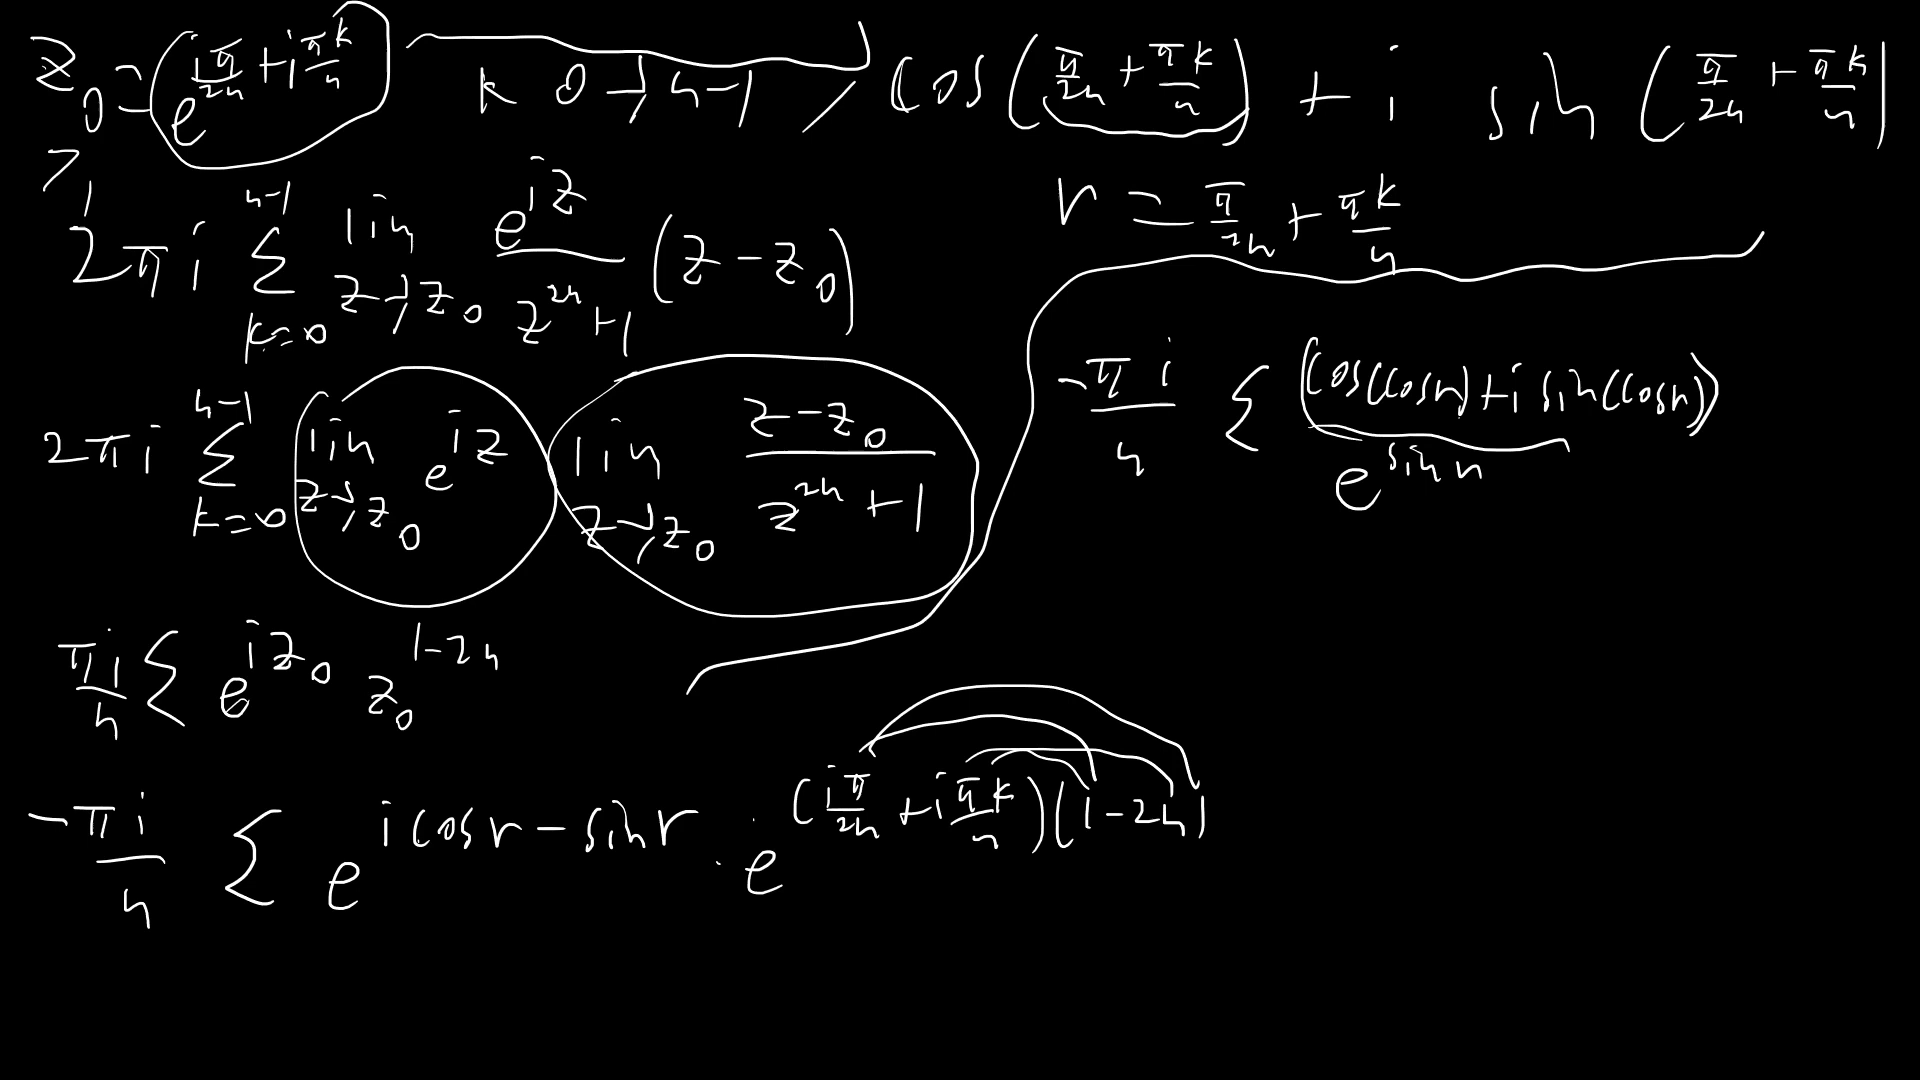 z₀ = e^(iπ/2n + iπk/n)   k 0 → n-1 , cos(π/2n + πk/n) + i sin(π/2n + πk/n)
r = π/2n + πk/n
2πi Σ_(k=0)^(n-1) lim_(z→z₀) e^(iz)/(z^(2n)+1) (z-z₀)
2πi Σ_(k=0)^(n-1) lim_(z→z₀) e^(iz) lim_(z→z₀) (z-z₀)/(z^(2n)+1)
πi/n Σ e^(iz₀) z₀^(1-2n)
-πi/n Σ e^(i cos r - sin r) · e^((iπ/2n + iπk/n)(1-2n))
-πi/n Σ (cos(cos r) + i sin(cos r))/e^(sin r)